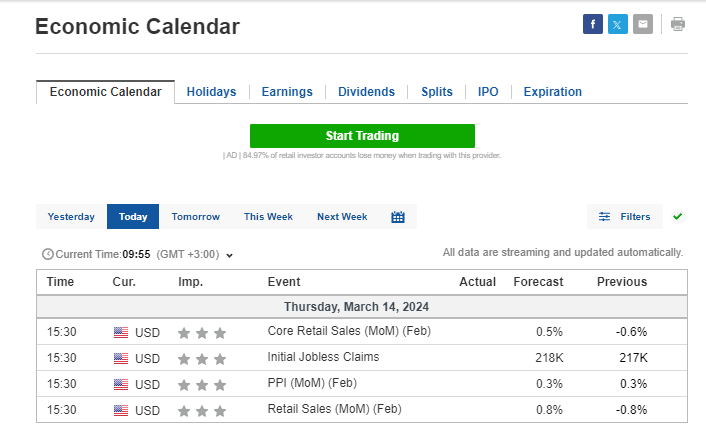 Economic Calendar
Economic Calendar Holidays Earnings Dividends Splits IPO Expiration
Start Trading
| AD | 84.97% of retail investor accounts lose money when trading with this provider.
Yesterday Today Tomorrow This Week Next Week Filters
Current Time:09:55 (GMT +3:00) All data are streaming and updated automatically.
Time Cur. Imp. Event Actual Forecast Previous
Thursday, March 14, 2024
15:30 USD Core Retail Sales (MoM) (Feb) 0.5% -0.6%
15:30 USD Initial Jobless Claims 218K 217K
15:30 USD PPI (MoM) (Feb) 0.3% 0.3%
15:30 USD Retail Sales (MoM) (Feb) 0.8% -0.8%